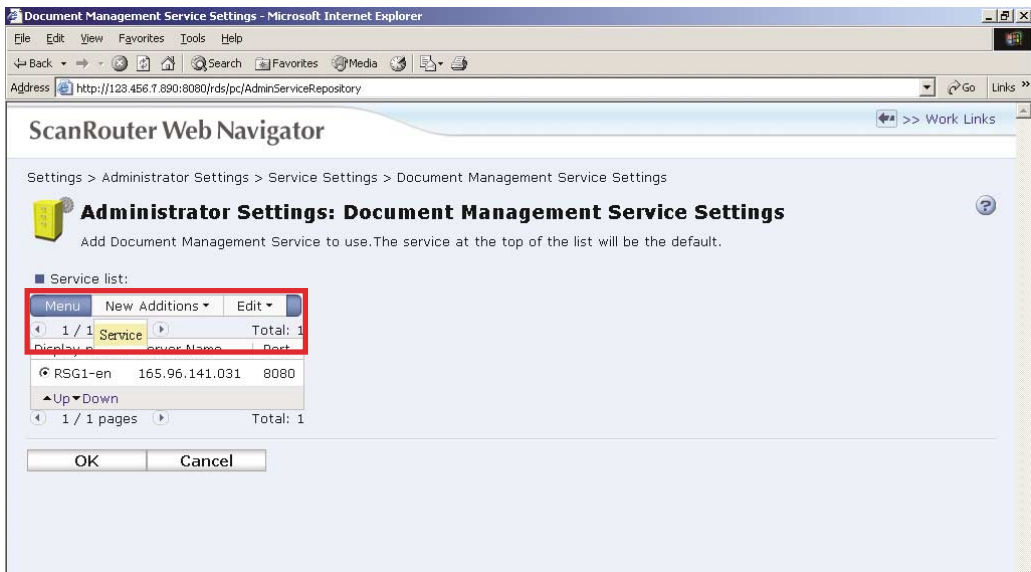 Document Management Service Settings - Microsoft Internet Explorer
File Edit View Favorites Tools Help
Back Search Favorites Media
Address http://123.456.7.890:8080/rds/pc/AdminServiceRepository Go Links »
ScanRouter Web Navigator
>> Work Links
Settings > Administrator Settings > Service Settings > Document Management Service Settings
Administrator Settings: Document Management Service Settings
?
Add Document Management Service to use.The service at the top of the list will be the default.
Service list:
Menu New Additions Edit
1 / 1 Service Total: 1
Port
RSG1-en 165.96.141.031 8080
Up Down
1 / 1 pages Total: 1
OK Cancel